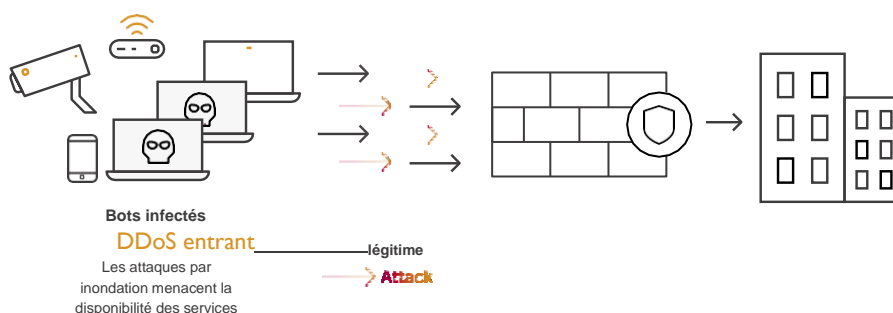 Bots infectés
DDoS entrant
légitime
Les attaques par
Attack
inondation menacent la
disponibilité des services